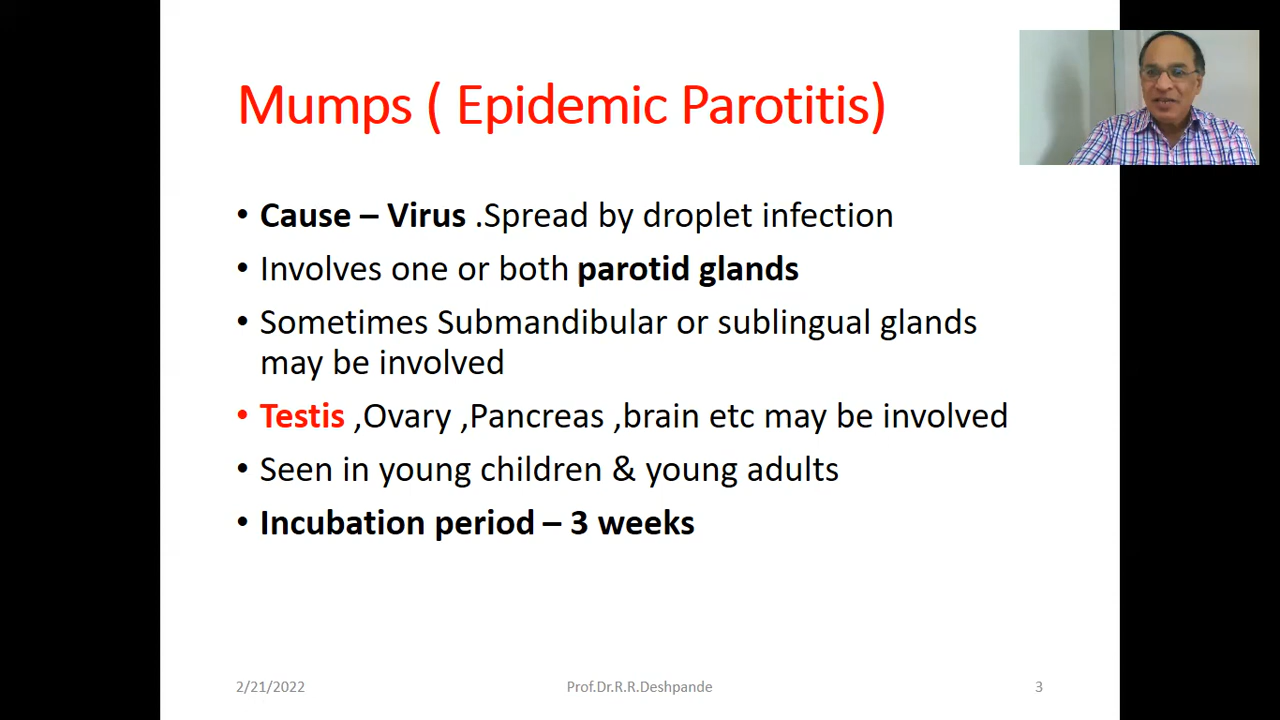 Mumps ( Epidemic Parotitis)
• Cause – Virus .Spread by droplet infection
• Involves one or both parotid glands
• Sometimes Submandibular or sublingual glands
may be involved
• Testis ,Ovary ,Pancreas ,brain etc may be involved
• Seen in young children & young adults
• Incubation period – 3 weeks
2/21/2022
Prof.Dr.R.R.Deshpande
3